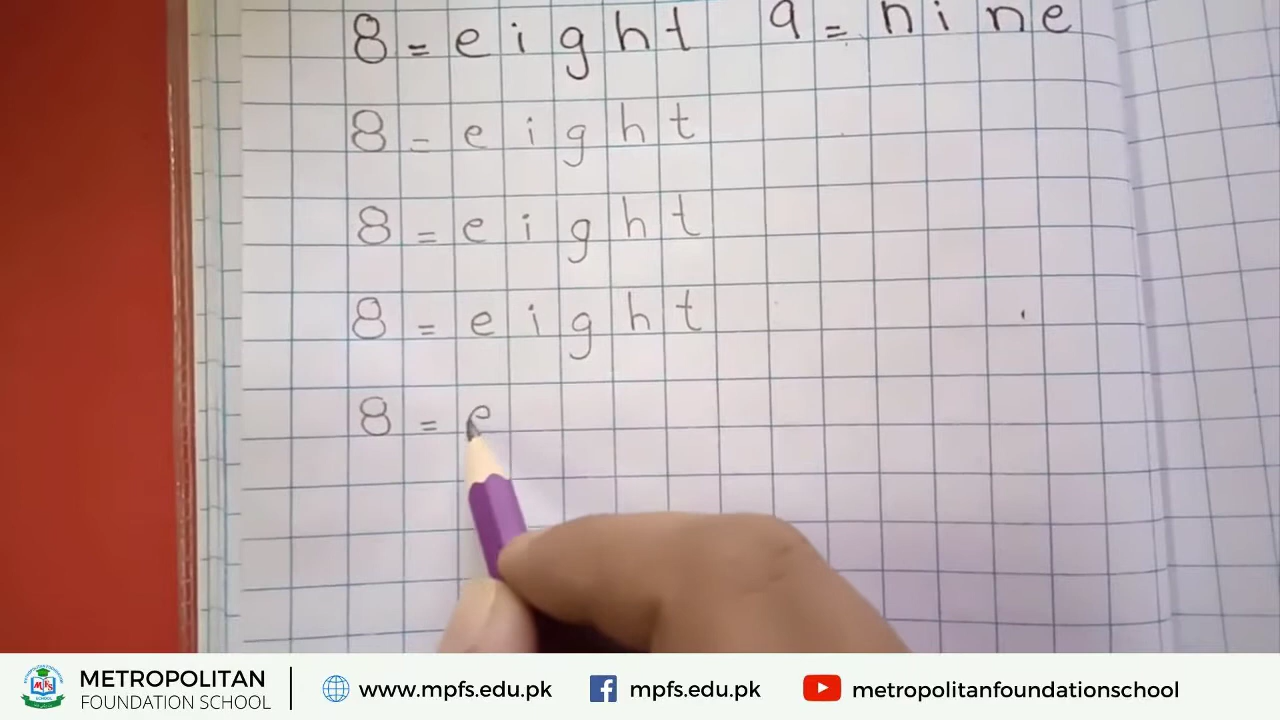 8 = eight 9 = nine
8 = eight
8 = eight
8 = eight
8 = e
METROPOLITAN
FOUNDATION SCHOOL
www.mpfs.edu.pk
mpfs.edu.pk
metropolitanfoundationschool